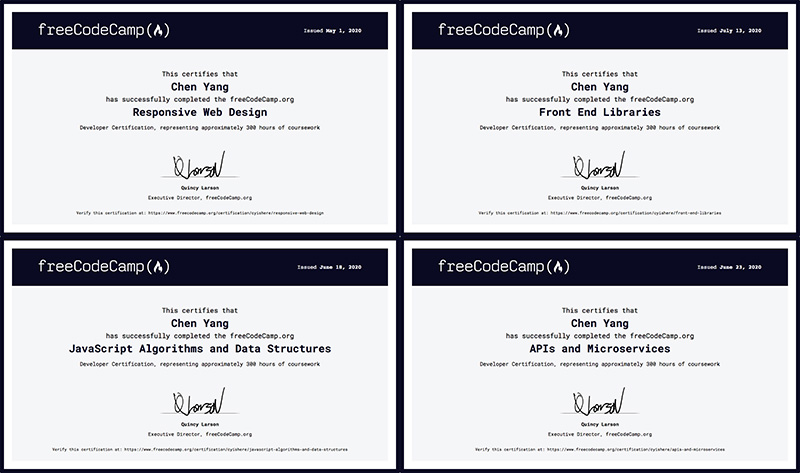 freeCodeCamp(🔥)
Issued May 1, 2020
This certifies that
Chen Yang
has successfully completed the freeCodeCamp.org
Responsive Web Design
Developer Certification, representing approximately 300 hours of coursework
Quincy Larson
Executive Director, freeCodeCamp.org
Verify this certification at: https://www.freecodecamp.org/certification/cyishere/responsive-web-design
freeCodeCamp(🔥)
Issued July 13, 2020
This certifies that
Chen Yang
has successfully completed the freeCodeCamp.org
Front End Libraries
Developer Certification, representing approximately 300 hours of coursework
Quincy Larson
Executive Director, freeCodeCamp.org
Verify this certification at: https://www.freecodecamp.org/certification/cyishere/front-end-libraries
freeCodeCamp(🔥)
Issued June 18, 2020
This certifies that
Chen Yang
has successfully completed the freeCodeCamp.org
JavaScript Algorithms and Data Structures
Developer Certification, representing approximately 300 hours of coursework
Quincy Larson
Executive Director, freeCodeCamp.org
Verify this certification at: https://www.freecodecamp.org/certification/cyishere/javascript-algorithms-and-data-structures
freeCodeCamp(🔥)
Issued June 23, 2020
This certifies that
Chen Yang
has successfully completed the freeCodeCamp.org
APIs and Microservices
Developer Certification, representing approximately 300 hours of coursework
Quincy Larson
Executive Director, freeCodeCamp.org
Verify this certification at: https://www.freecodecamp.org/certification/cyishere/apis-and-microservices